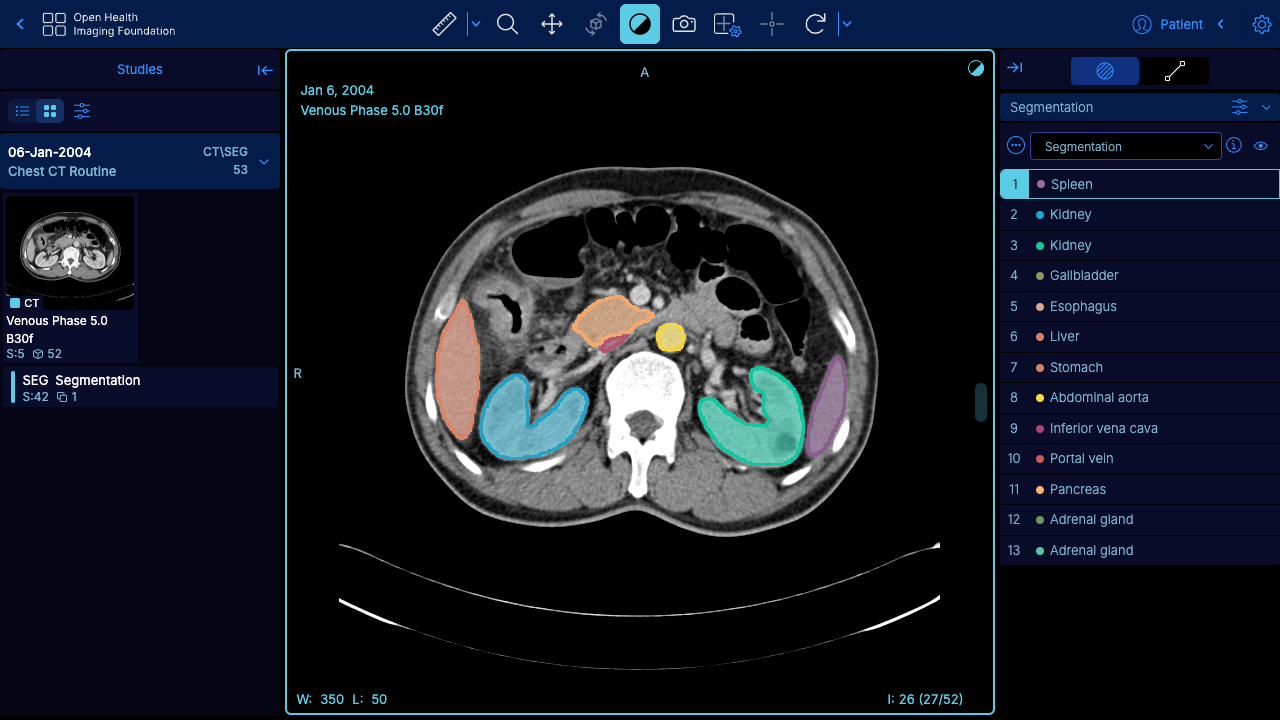 Open Health
Imaging Foundation
Patient
Studies
06-Jan-2004
CT\SEG
Chest CT Routine
53
CT
Venous Phase 5.0
B30f
S:5 52
SEG Segmentation
S:42 1
A
Jan 6, 2004
Venous Phase 5.0 B30f
R
W: 350 L: 50
I: 26 (27/52)
Segmentation
Segmentation
1 Spleen
2 Kidney
3 Kidney
4 Gallbladder
5 Esophagus
6 Liver
7 Stomach
8 Abdominal aorta
9 Inferior vena cava
10 Portal vein
11 Pancreas
12 Adrenal gland
13 Adrenal gland